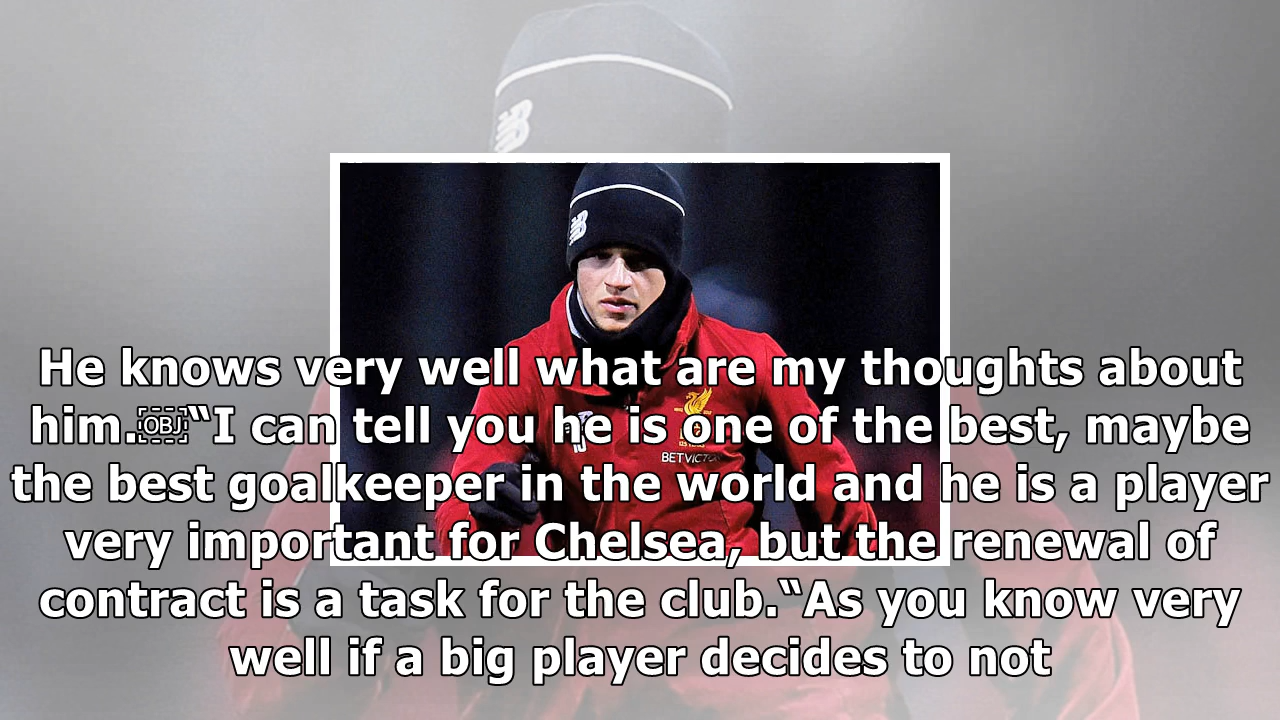 He knows very well what are my thoughts about
him.￼“I can tell you he is one of the best, maybe
the best goalkeeper in the world and he is a player
very important for Chelsea, but the renewal of
contract is a task for the club.“As you know very
well if a big player decides to not
BETVICTOR